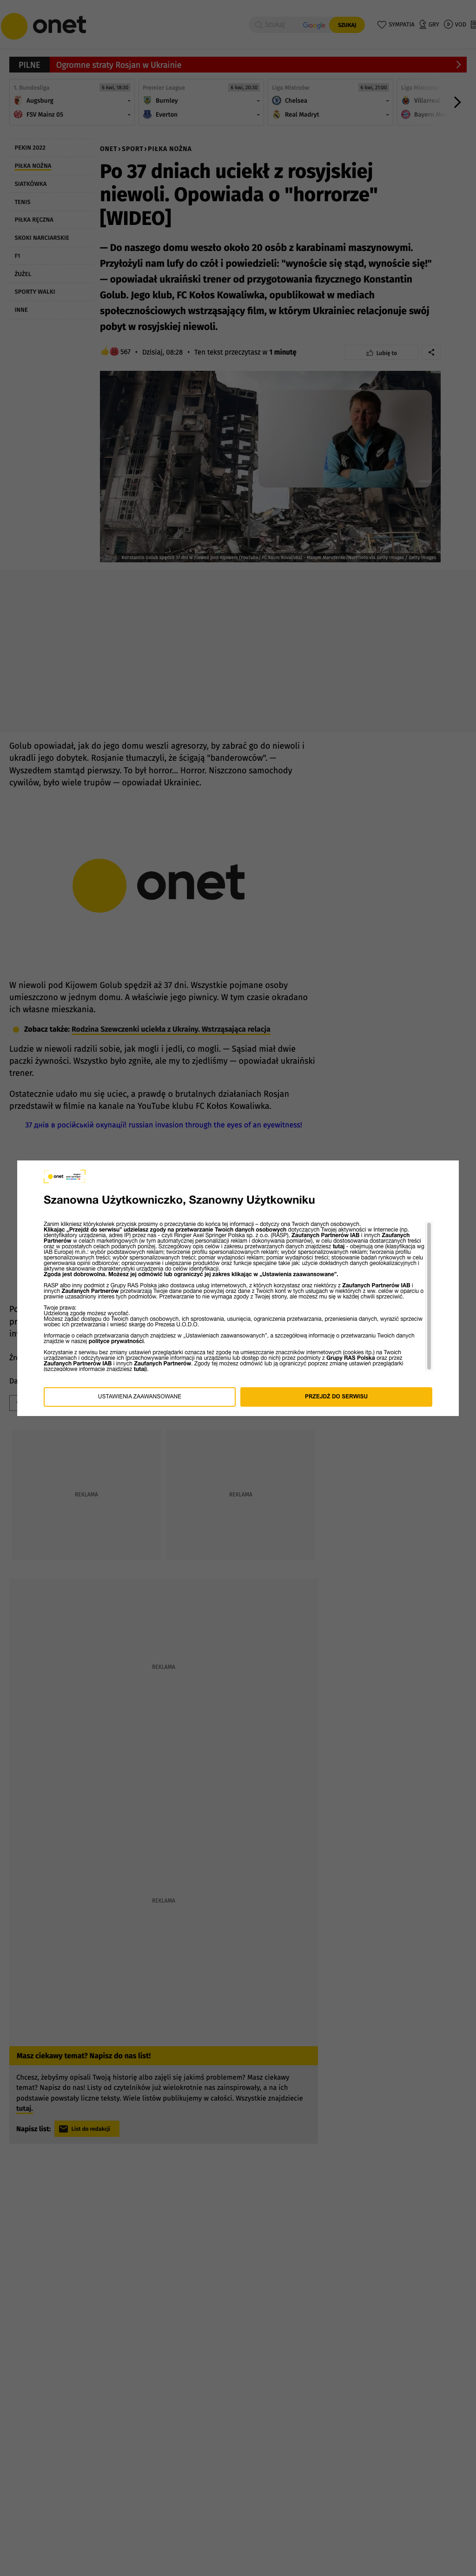 onet
Szukaj
Google
SZUKAJ
SYMPATIA
GRY
VOD
PILNE
Ogromne straty Rosjan w Ukrainie
1. Bundesliga
6 kwi, 18:30
Augsburg -
FSV Mainz 05 -
Premier League
6 kwi, 20:30
Burnley -
Everton -
Liga Mistrzów
6 kwi, 21:00
Chelsea -
Real Madryt -
Liga Mistrzów
Villarreal
PEKIN 2022
PIŁKA NOŻNA
SIATKÓWKA
TENIS
PIŁKA RĘCZNA
SKOKI NARCIARSKIE
F1
ŻUŻEL
SPORTY WALKI
INNE
ONET › SPORT › PIŁKA NOŻNA
Po 37 dniach uciekł z rosyjskiej
niewoli. Opowiada o "horrorze"
[WIDEO]
— Do naszego domu weszło około 20 osób z karabinami maszynowymi.
Przyłożyli nam lufy do czół i powiedzieli: "wynoście się stąd, wynoście się!"
— opowiadał ukraiński trener od przygotowania fizycznego Konstantin
Golub. Jego klub, FC Kołos Kowaliwka, opublikował w mediach
społecznościowych wstrząsający film, w którym Ukrainiec relacjonuje swój
pobyt w rosyjskiej niewoli.
567 • Dzisiaj, 08:28 • Ten tekst przeczytasz w 1 minutę
Lubię to
Golub opowiadał, jak do jego domu weszli agresorzy, by zabrać go do niewoli i
ukradli jego dobytek. Rosjanie tłumaczyli, że ścigają "banderowców". —
Wyszedłem stamtąd pierwszy. To był horror... Horror. Niszczono samochody
cywilów, było wiele trupów — opowiadał Ukrainiec.
onet
W niewoli pod Kijowem Golub spędził aż 37 dni. Wszystkie pojmane osoby
umieszczono w jednym domu. A właściwie jego piwnicy. W tym czasie okradano
ich własne mieszkania.
Zobacz także: Rodzina Szewczenki uciekła z Ukrainy. Wstrząsająca relacja
Ludzie w niewoli radzili sobie, jak mogli i jedli, co mogli. — Sąsiad miał dwie
paczki żywności. Wszystko było zgniłe, ale my to zjedliśmy — opowiadał ukraiński
trener.
Ostatecznie udało mu się uciec, a prawdę o brutalnych działaniach Rosjan
przedstawił w filmie na kanale na YouTube klubu FC Kołos Kowaliwka.
37 днів в російській окупації! russian invasion through the eyes of an eyewitness!
onet
Szanowna Użytkowniczko, Szanowny Użytkowniku
Zanim klikniesz którykolwiek przycisk prosimy o przeczytanie do końca tej informacji – dotyczy ona Twoich danych osobowych.
Klikając „Przejdź do serwisu” udzielasz zgody na przetwarzanie Twoich danych osobowych dotyczących Twojej aktywności w Internecie (np.
identyfikatory urządzenia, adres IP) przez nas - czyli Ringier Axel Springer Polska sp. z o.o. (RASP), Zaufanych Partnerów IAB i innych Zaufanych
Partnerów w celach marketingowych (w tym analitycznych niezbędnych do badania efektywności reklam i dokonywania pomiarów), w celu dostosowania dostarczanych treści
oraz w pozostałych celach podanych poniżej. Szczegółowy opis celów i zakresu przetwarzanych danych znajdziesz tutaj - obejmują one (klasyfikacja wg
IAB Europe) m.in.: wybór podstawowych reklam; tworzenie profilu spersonalizowanych reklam; wybór spersonalizowanych reklam; tworzenia profilu
spersonalizowanych treści; wybór spersonalizowanych treści; pomiar wydajności reklam; pomiar wydajności treści; stosowanie badań rynkowych w celu
generowania opinii odbiorców; opracowywanie i ulepszanie produktów oraz funkcje specjalne takie jak: użycie dokładnych danych geolokalizacyjnych i
aktywne skanowanie charakterystyki urządzenia do celów identyfikacji.
Zgoda jest dobrowolna. Możesz jej odmówić lub ograniczyć jej zakres klikając w „Ustawienia zaawansowane”.
RASP albo inny podmiot z Grupy RAS Polska jako dostawca usług internetowych, z których korzystasz oraz niektórzy z Zaufanych Partnerów IAB i
innych Zaufanych Partnerów przetwarzają Twoje dane podane powyżej oraz dane z Twoich kont w tych usługach w niektórych z ww. celów w oparciu o
prawnie uzasadniony interes tych podmiotów. Przetwarzanie to nie wymaga zgody z Twojej strony, ale możesz mu się w każdej chwili sprzeciwić.
Twoje prawa:
Udzieloną zgodę możesz wycofać.
Możesz żądać dostępu do Twoich danych osobowych, ich sprostowania, usunięcia, ograniczenia przetwarzania, przeniesienia danych, wyrazić sprzeciw
wobec ich przetwarzania i wnieść skargę do Prezesa U.O.D.O.
Informacje o celach przetwarzania danych znajdziesz w „Ustawieniach zaawansowanych”, a szczegółową informację o przetwarzaniu Twoich danych
znajdzie w naszej polityce prywatności.
Korzystanie z serwisu bez zmiany ustawień przeglądarki oznacza też zgodę na umieszczanie znaczników internetowych (cookies itp.) na Twoich
urządzeniach i odczytywanie ich (przechowywanie informacji na urządzeniu lub dostęp do nich) przez podmioty z Grupy RAS Polska oraz przez
Zaufanych Partnerów IAB i innych Zaufanych Partnerów. Zgody tej możesz odmówić lub ją ograniczyć poprzez zmianę ustawień przeglądarki
(szczegółowe informacje znajdziesz tutaj).
USTAWIENIA ZAAWANSOWANE
PRZEJDŹ DO SERWISU
REKLAMA
REKLAMA
REKLAMA
REKLAMA
Masz ciekawy temat? Napisz do nas list!
Chcesz, żebyśmy opisali Twoją historię albo zajęli się jakimś problemem? Masz ciekawy
temat? Napisz do nas! Listy od czytelników już wielokrotnie nas zainspirowały, a na ich
podstawie powstały liczne teksty. Wiele listów publikujemy w całości. Wszystkie znajdziecie
tutaj.
Napisz list:
List do redakcji